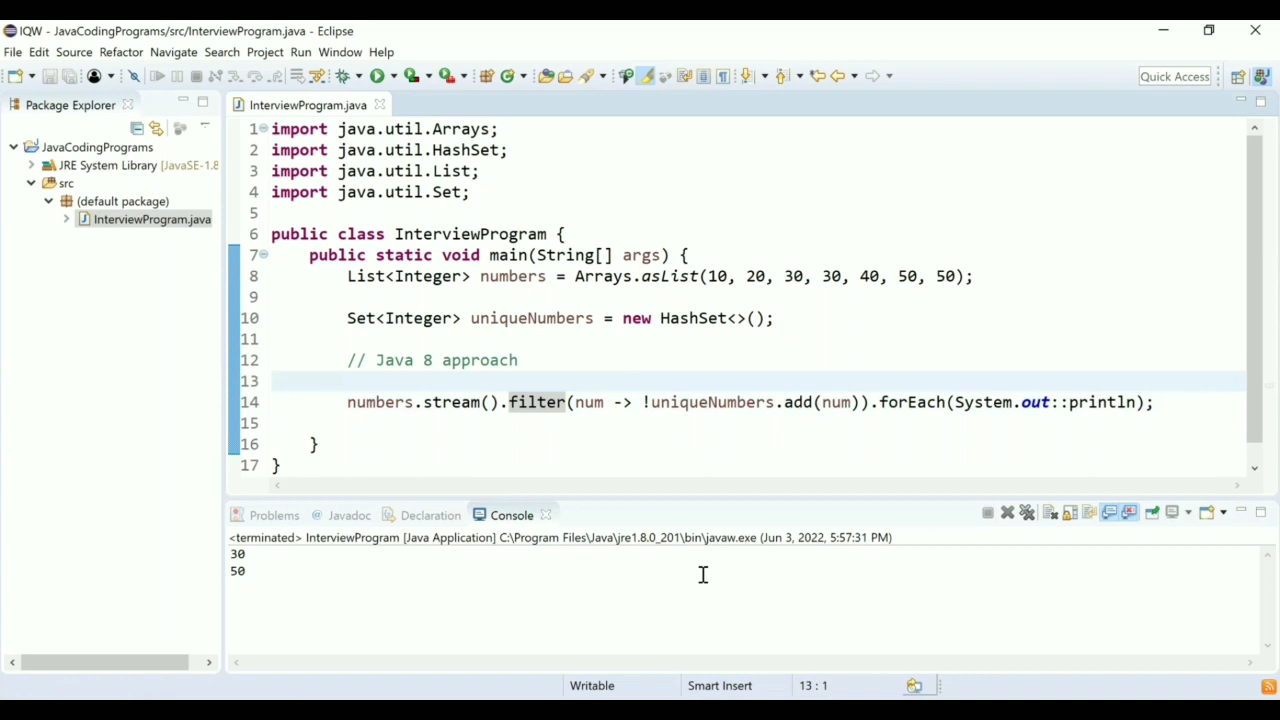 IQW - JavaCodingPrograms/src/InterviewProgram.java - Eclipse
File Edit Source Refactor Navigate Search Project Run Window Help
Quick Access
Package Explorer
InterviewProgram.java
JavaCodingPrograms
JRE System Library [JavaSE-1.8
src
(default package)
InterviewProgram.java
1 import java.util.Arrays;
2 import java.util.HashSet;
3 import java.util.List;
4 import java.util.Set;
5
6 public class InterviewProgram {
7 public static void main(String[] args) {
8 List<Integer> numbers = Arrays.asList(10, 20, 30, 30, 40, 50, 50);
9
10 Set<Integer> uniqueNumbers = new HashSet<>();
11
12 // Java 8 approach
13
14 numbers.stream().filter(num -> !uniqueNumbers.add(num)).forEach(System.out::println);
15
16 }
17 }
Problems Javadoc Declaration Console
<terminated> InterviewProgram [Java Application] C:\Program Files\Java\jre1.8.0_201\bin\javaw.exe (Jun 3, 2022, 5:57:31 PM)
30
50
Writable Smart Insert 13 : 1